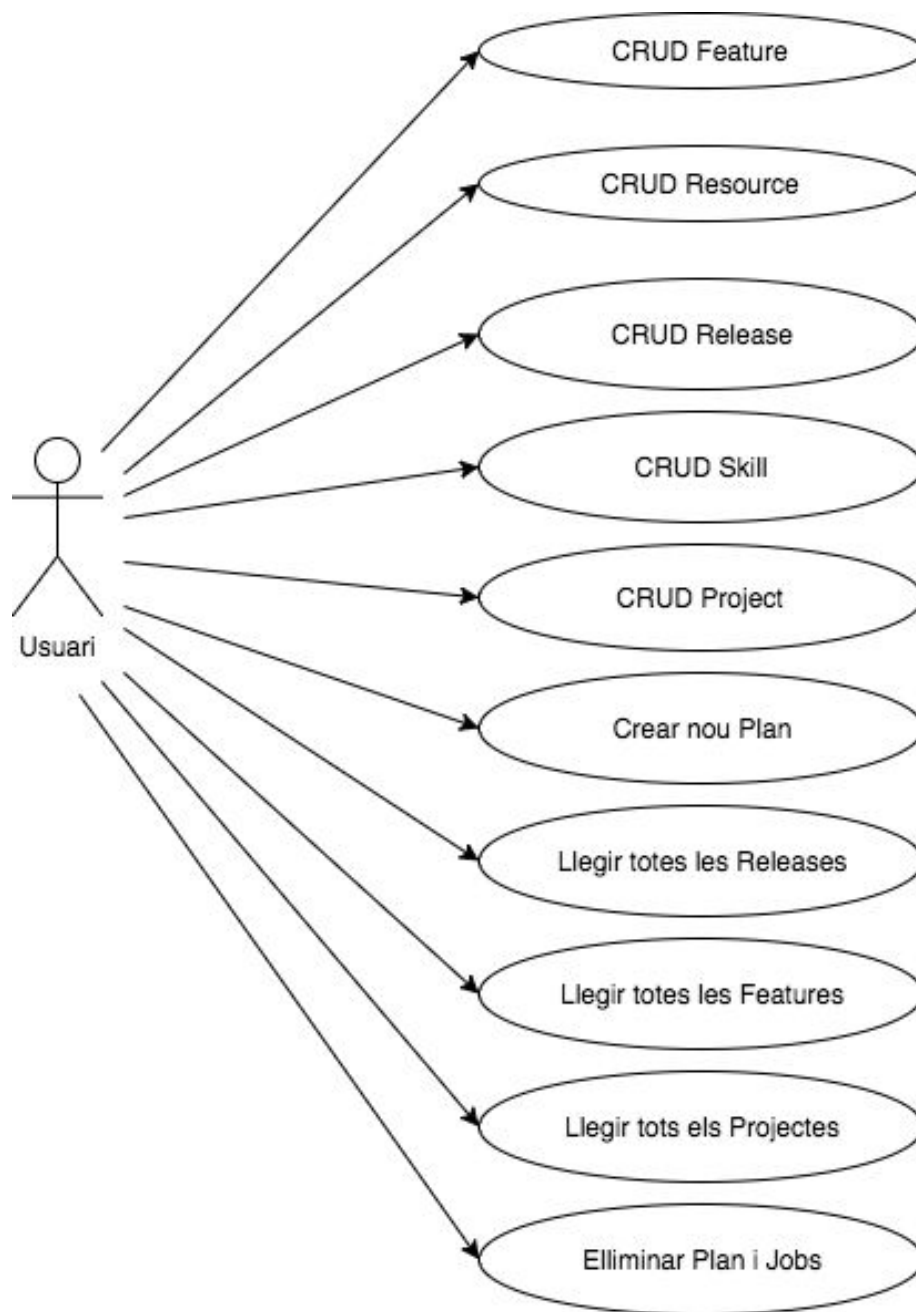 CRUD Feature
CRUD Resource
CRUD Release
CRUD Skill
CRUD Project
Usuari
Crear nou Plan
Llegir totes les Releases
Llegir totes les Features
Llegir tots els Projectes
Elliminar Plan i Jobs